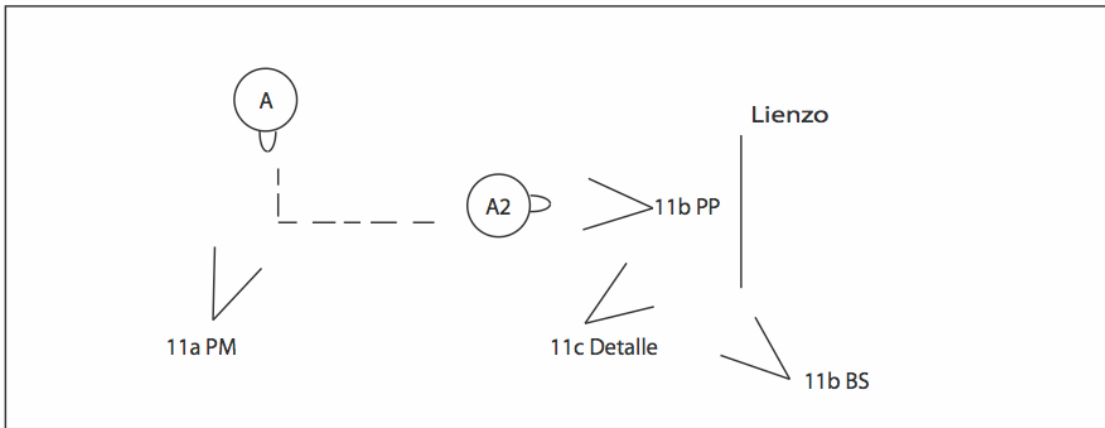 A
Lienzo
A2
11b PP
11a PM
11c Detalle
11b BS